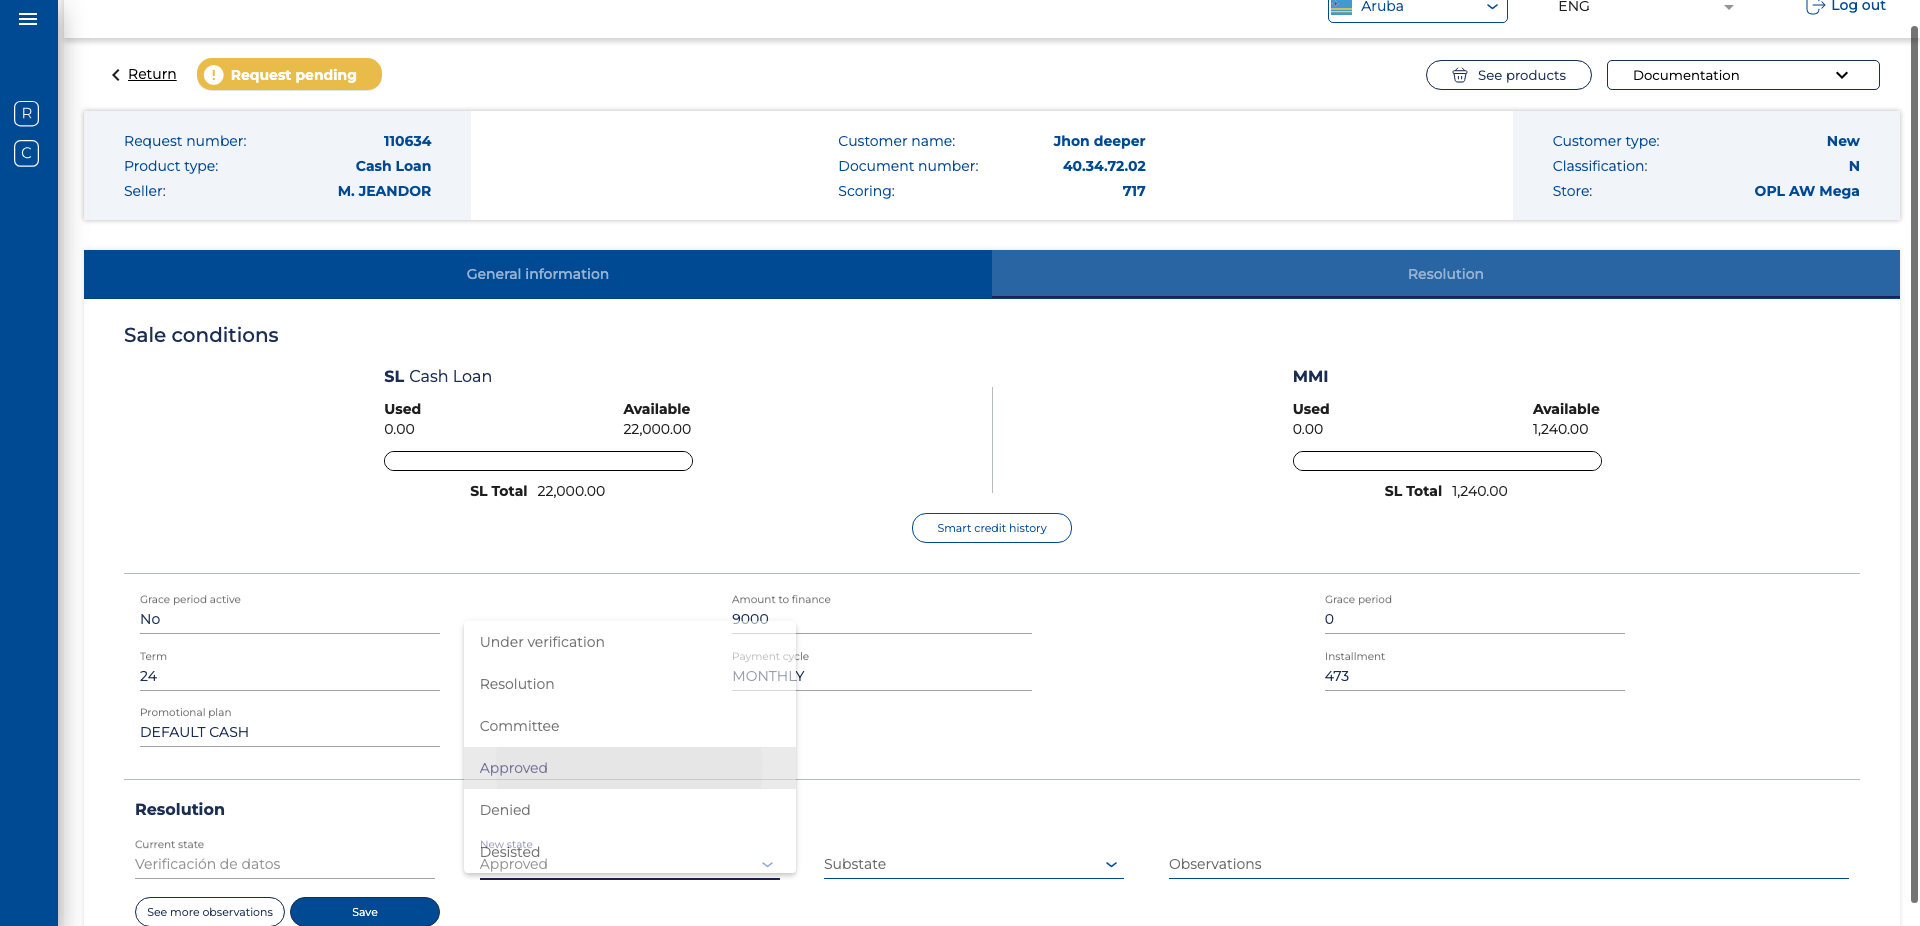 Aruba
ENG
Log out
R
C
Return
Request pending
See products
Documentation
Request number: 110634
Product type: Cash Loan
Seller: M. JEANDOR
Customer name: Jhon deeper
Document number: 40.34.72.02
Scoring: 717
Customer type: New
Classification: N
Store: OPL AW Mega
General information
Resolution
Sale conditions
SL Cash Loan
Used Available
0.00 22,000.00
SL Total 22,000.00
MMI
Used Available
0.00 1,240.00
SL Total 1,240.00
Smart credit history
Grace period active
No
Amount to finance
9000
Grace period
0
Term
24
Payment cycle
MONTHLY
Installment
473
Promotional plan
DEFAULT CASH
Under verification
Resolution
Committee
Approved
Denied
Desisted
Resolution
Current state
Verificación de datos
New state
Approved
Substate
Observations
See more observations
Save